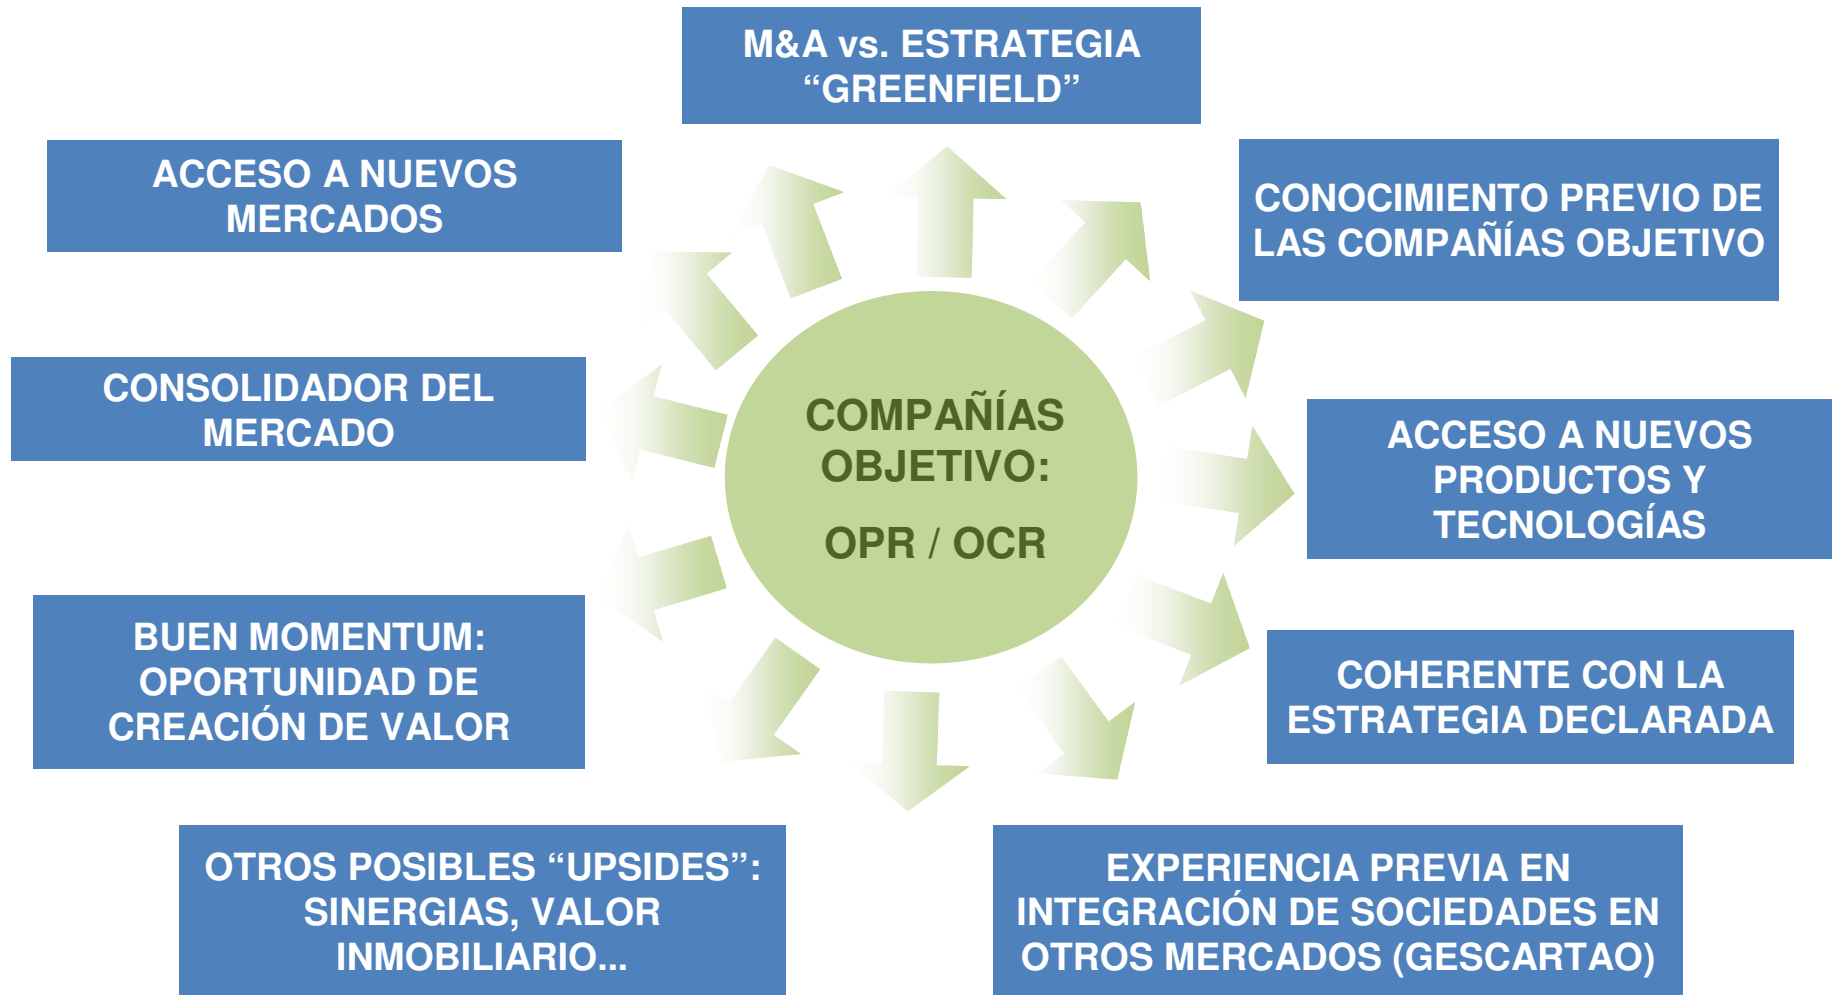 M&A vs. ESTRATEGIA
“GREENFIELD”
ACCESO A NUEVOS
MERCADOS
CONOCIMIENTO PREVIO DE
LAS COMPAÑÍAS OBJETIVO
CONSOLIDADOR DEL
MERCADO
COMPAÑÍAS
OBJETIVO:
OPR / OCR
ACCESO A NUEVOS
PRODUCTOS Y
TECNOLOGÍAS
BUEN MOMENTUM:
OPORTUNIDAD DE
CREACIÓN DE VALOR
COHERENTE CON LA
ESTRATEGIA DECLARADA
OTROS POSIBLES “UPSIDES”:
SINERGIAS, VALOR
INMOBILIARIO...
EXPERIENCIA PREVIA EN
INTEGRACIÓN DE SOCIEDADES EN
OTROS MERCADOS (GESCARTAO)